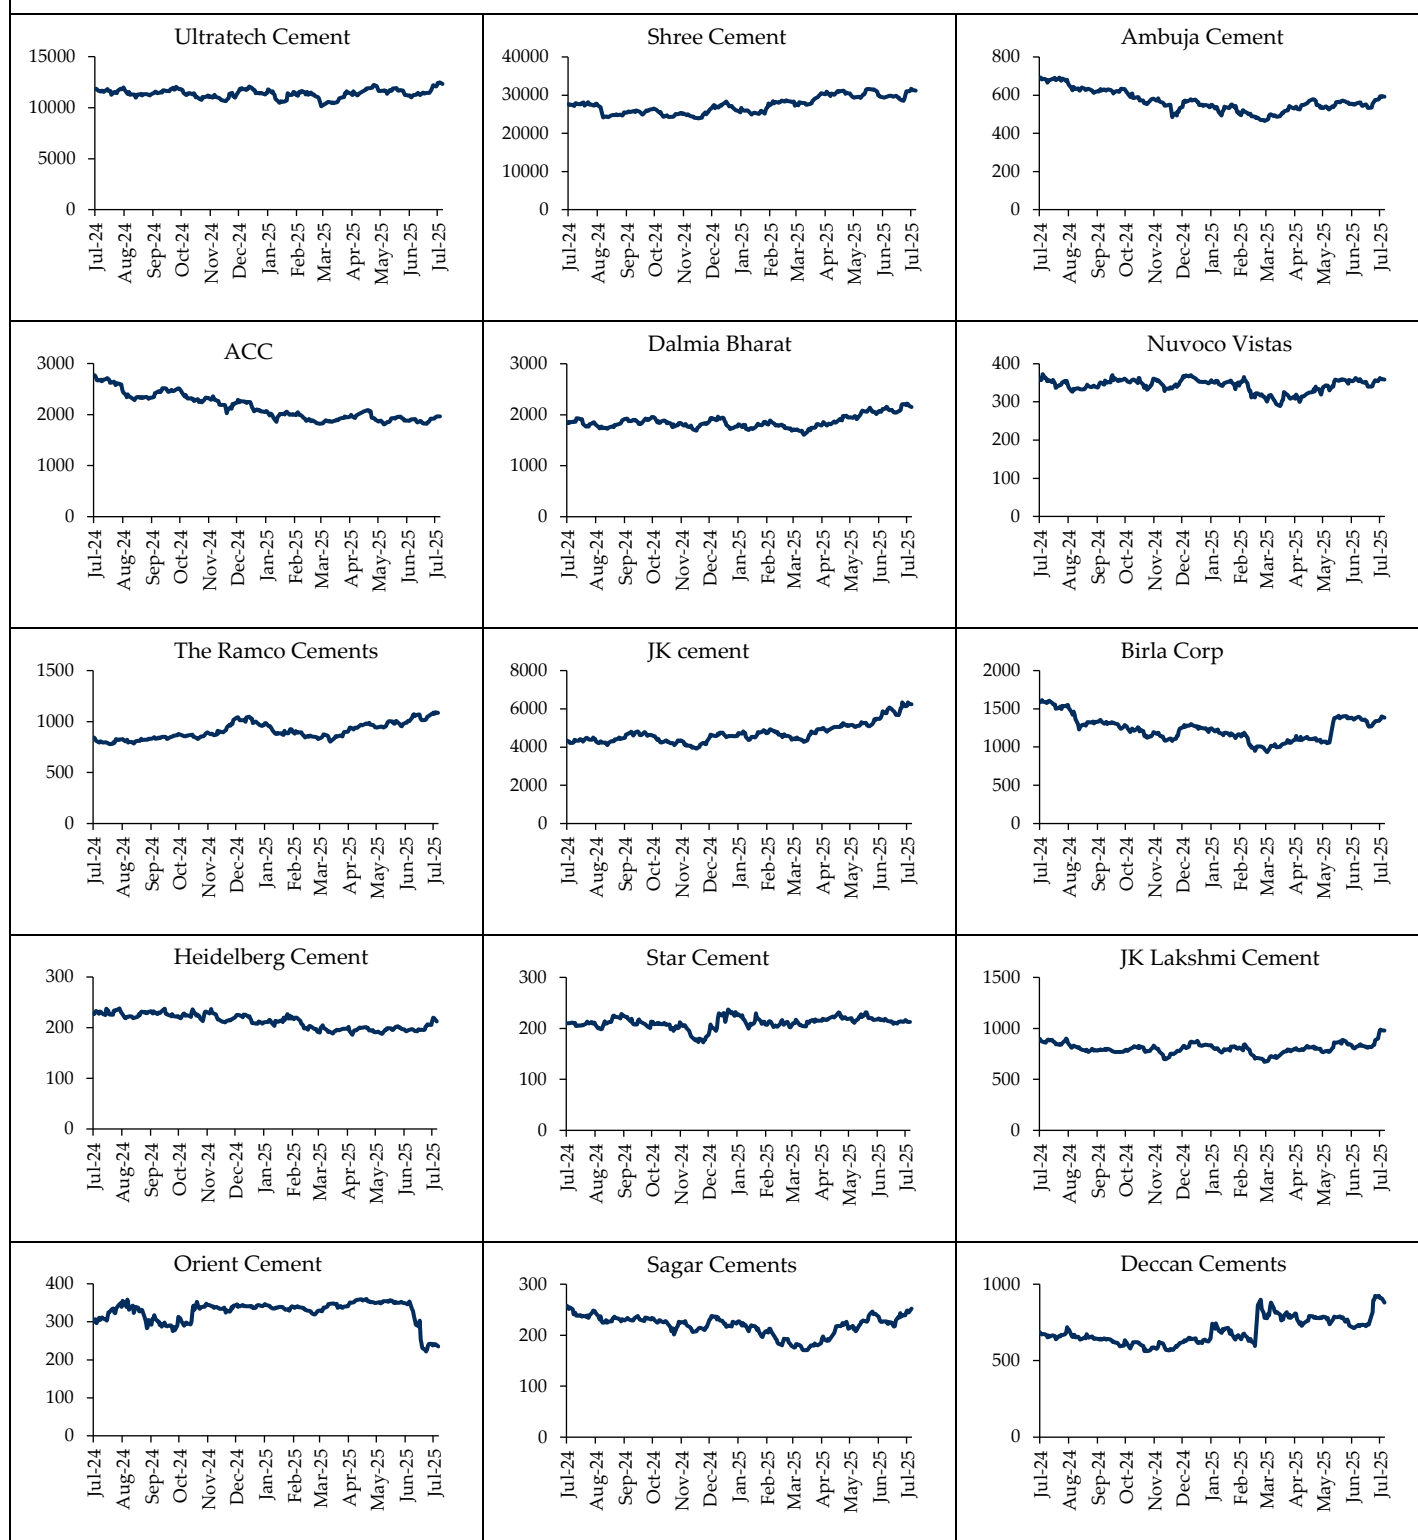 Ultratech Cement
15000
10000
5000
0
Jul-24
Aug-24
Sep-24
Oct-24
Nov-24
Dec-24
Jan-25
Feb-25
Mar-25
Apr-25
May-25
Jun-25
Jul-25
Shree Cement
40000
30000
20000
10000
0
Jul-24
Aug-24
Sep-24
Oct-24
Nov-24
Dec-24
Jan-25
Feb-25
Mar-25
Apr-25
May-25
Jun-25
Jul-25
Ambuja Cement
800
600
400
200
0
Jul-24
Aug-24
Sep-24
Oct-24
Nov-24
Dec-24
Jan-25
Feb-25
Mar-25
Apr-25
May-25
Jun-25
Jul-25
ACC
3000
2000
1000
0
Jul-24
Aug-24
Sep-24
Oct-24
Nov-24
Dec-24
Jan-25
Feb-25
Mar-25
Apr-25
May-25
Jun-25
Jul-25
Dalmia Bharat
3000
2000
1000
0
Jul-24
Aug-24
Sep-24
Oct-24
Nov-24
Dec-24
Jan-25
Feb-25
Mar-25
Apr-25
May-25
Jun-25
Jul-25
Nuvoco Vistas
400
300
200
100
0
Jul-24
Aug-24
Sep-24
Oct-24
Nov-24
Dec-24
Jan-25
Feb-25
Mar-25
Apr-25
May-25
Jun-25
Jul-25
The Ramco Cements
1500
1000
500
0
Jul-24
Aug-24
Sep-24
Oct-24
Nov-24
Dec-24
Jan-25
Feb-25
Mar-25
Apr-25
May-25
Jun-25
Jul-25
JK cement
8000
6000
4000
2000
0
Jul-24
Aug-24
Sep-24
Oct-24
Nov-24
Dec-24
Jan-25
Feb-25
Mar-25
Apr-25
May-25
Jun-25
Jul-25
Birla Corp
2000
1500
1000
500
0
Jul-24
Aug-24
Sep-24
Oct-24
Nov-24
Dec-24
Jan-25
Feb-25
Mar-25
Apr-25
May-25
Jun-25
Jul-25
Heidelberg Cement
300
200
100
0
Jul-24
Aug-24
Sep-24
Oct-24
Nov-24
Dec-24
Jan-25
Feb-25
Mar-25
Apr-25
May-25
Jun-25
Jul-25
Star Cement
300
200
100
0
Jul-24
Aug-24
Sep-24
Oct-24
Nov-24
Dec-24
Jan-25
Feb-25
Mar-25
Apr-25
May-25
Jun-25
Jul-25
JK Lakshmi Cement
1500
1000
500
0
Jul-24
Aug-24
Sep-24
Oct-24
Nov-24
Dec-24
Jan-25
Feb-25
Mar-25
Apr-25
May-25
Jun-25
Jul-25
Orient Cement
400
300
200
100
0
Jul-24
Aug-24
Sep-24
Oct-24
Nov-24
Dec-24
Jan-25
Feb-25
Mar-25
Apr-25
May-25
Jun-25
Jul-25
Sagar Cements
300
200
100
0
Jul-24
Aug-24
Sep-24
Oct-24
Nov-24
Dec-24
Jan-25
Feb-25
Mar-25
Apr-25
May-25
Jun-25
Jul-25
Deccan Cements
1000
500
0
Jul-24
Aug-24
Sep-24
Oct-24
Nov-24
Dec-24
Jan-25
Feb-25
Mar-25
Apr-25
May-25
Jun-25
Jul-25